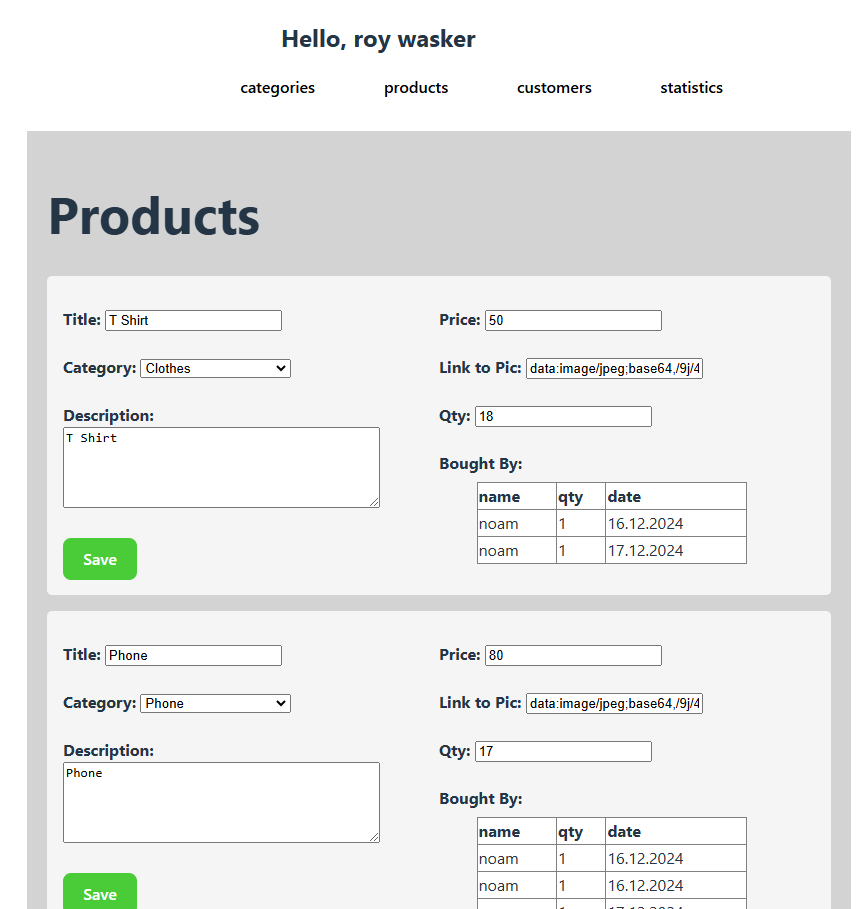 Hello, roy wasker
categories products customers statistics
Products
Title: T Shirt
Price: 50
Category: Clothes
Link to Pic: data:image/jpeg;base64,/9j/4
Description:
T Shirt
Qty: 18
Bought By:
name qty date
noam 1 16.12.2024
noam 1 17.12.2024
Save
Title: Phone
Price: 80
Category: Phone
Link to Pic: data:image/jpeg;base64,/9j/4
Description:
Phone
Qty: 17
Bought By:
name qty date
noam 1 16.12.2024
noam 1 16.12.2024
Save